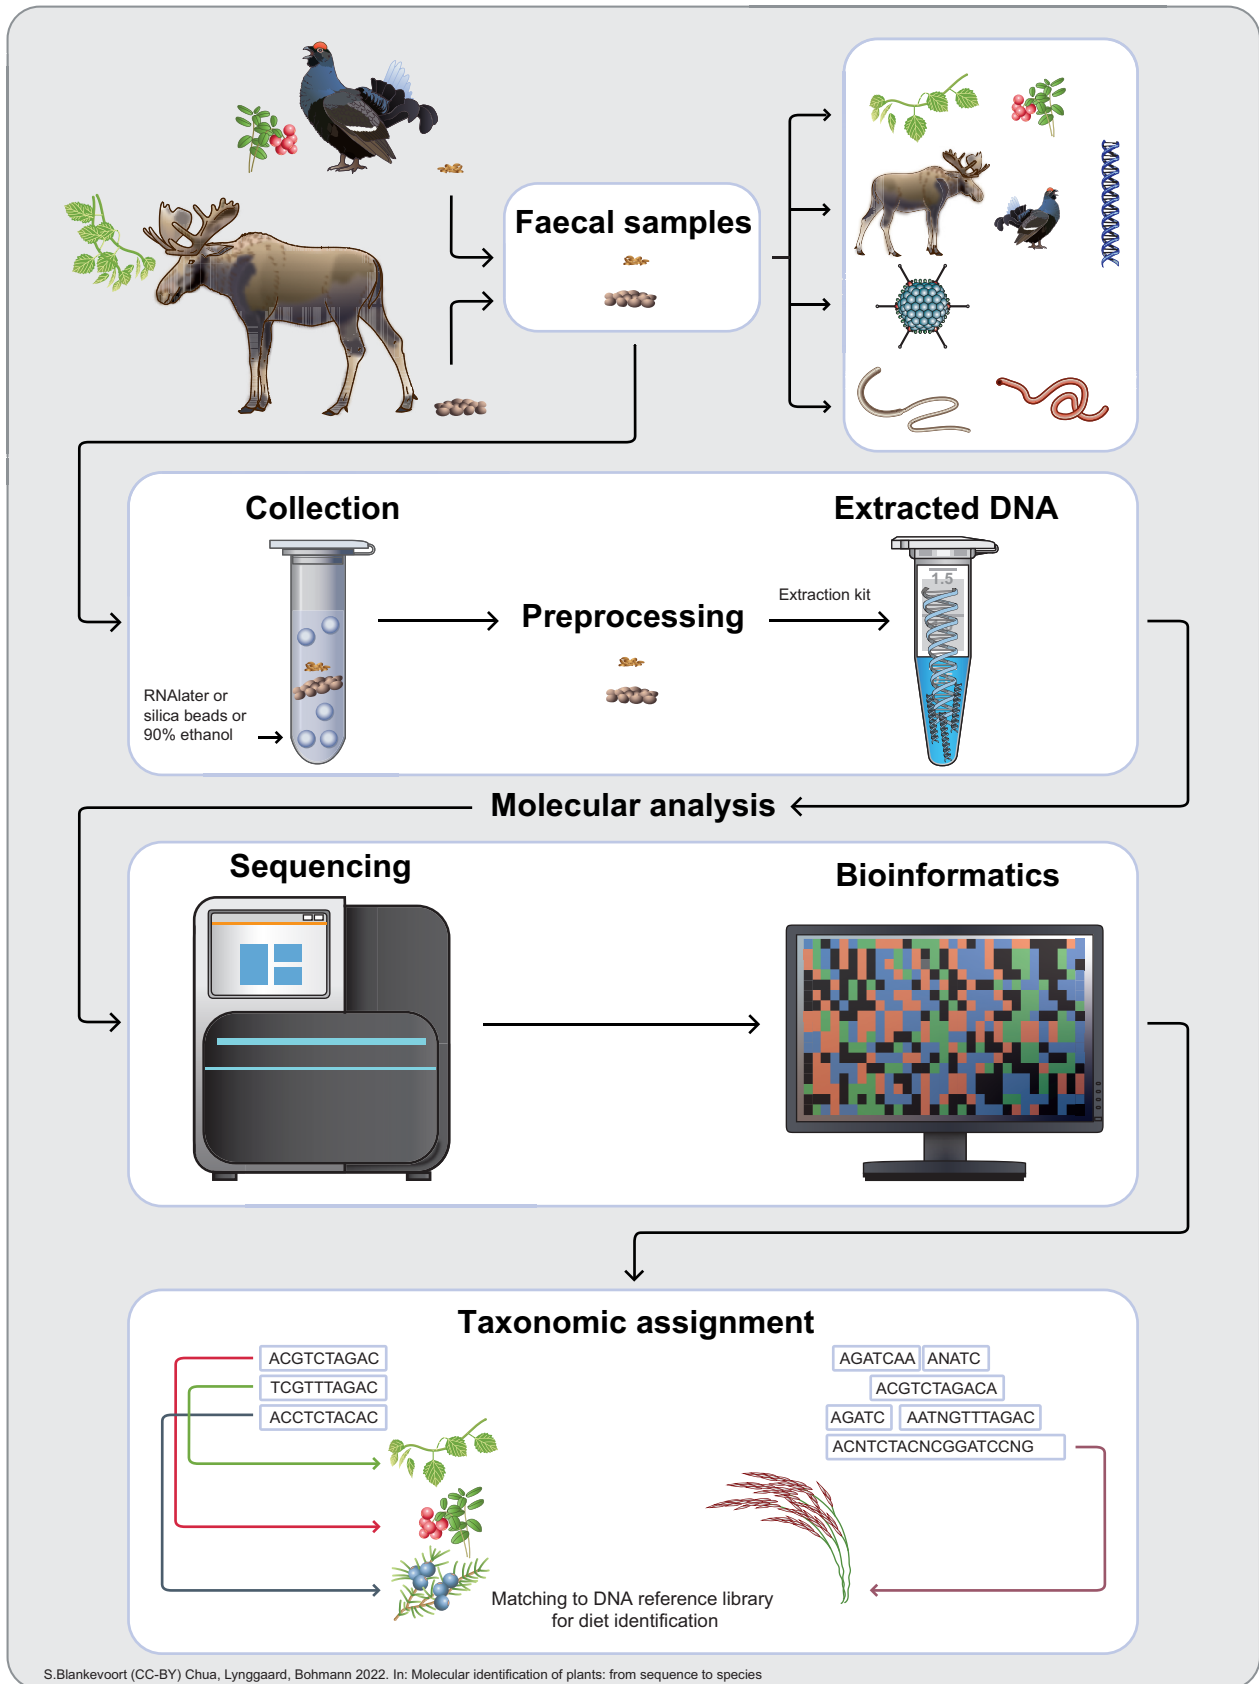 Faecal samples
Collection
Extracted DNA
1.5
Extraction kit
Preprocessing
RNAlater or
silica beads or
90% ethanol
Molecular analysis
Sequencing
Bioinformatics
Taxonomic assignment
ACGTCTAGAC
TCGTTTAGAC
ACCTCTACAC
AGATCAA ANATC
ACGTCTAGACA
AGATC AATNGTTTAGAC
ACNTCTACNCGGATCCNG
Matching to DNA reference library
for diet identification
S.Blankevoort (CC-BY) Chua, Lynggaard, Bohmann 2022. In: Molecular identification of plants: from sequence to species